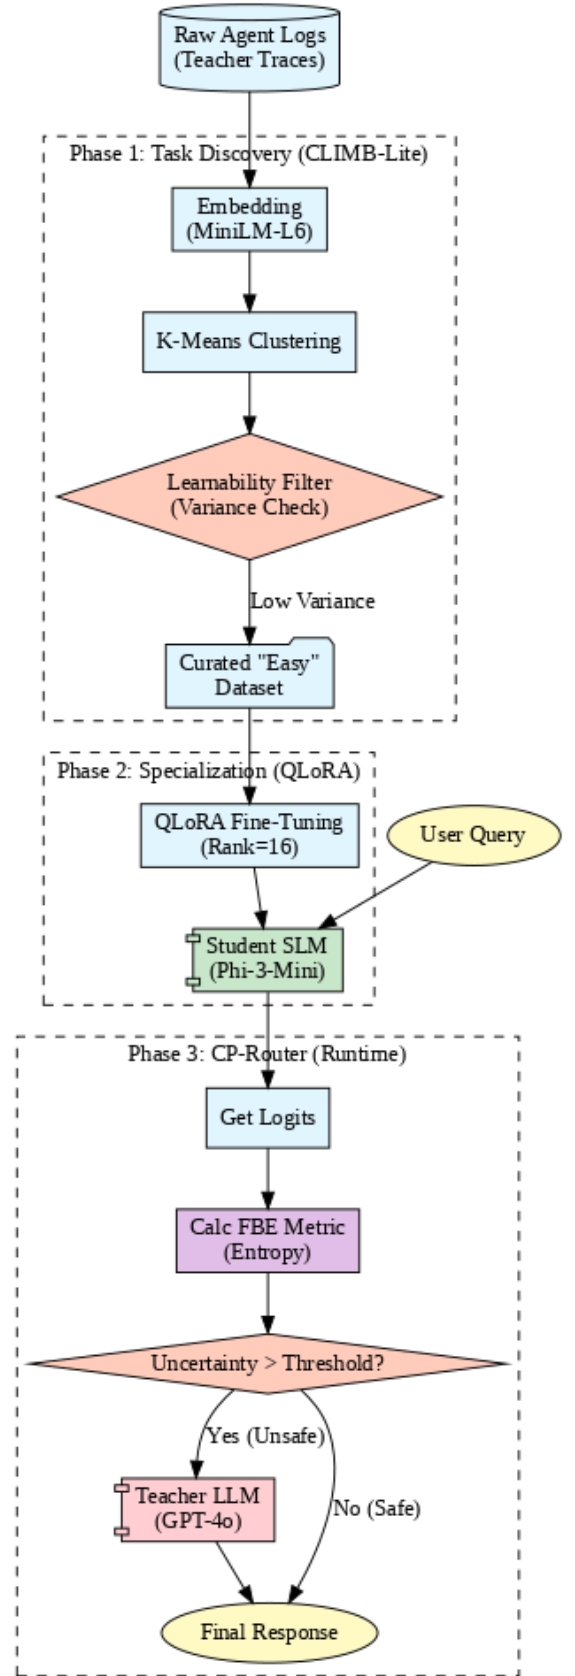 Raw Agent Logs
(Teacher Traces)
Phase 1: Task Discovery (CLIMB-Lite)
Embedding
(MiniLM-L6)
K-Means Clustering
Learnability Filter
(Variance Check)
Low Variance
Curated "Easy"
Dataset
Phase 2: Specialization (QLoRA)
QLoRA Fine-Tuning
(Rank=16)
User Query
Student SLM
(Phi-3-Mini)
Phase 3: CP-Router (Runtime)
Get Logits
Calc FBE Metric
(Entropy)
Uncertainty > Threshold?
Yes (Unsafe)
Teacher LLM
(GPT-4o)
No (Safe)
Final Response